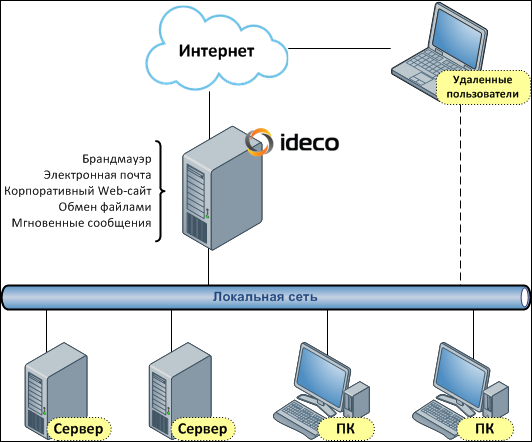 Интернет
Удаленные
пользователи
ideco
Брандмауэр
Электронная почта
Корпоративный Web-сайт
Обмен файлами
Мгновенные сообщения
Локальная сеть
Сервер
Сервер
ПК
ПК